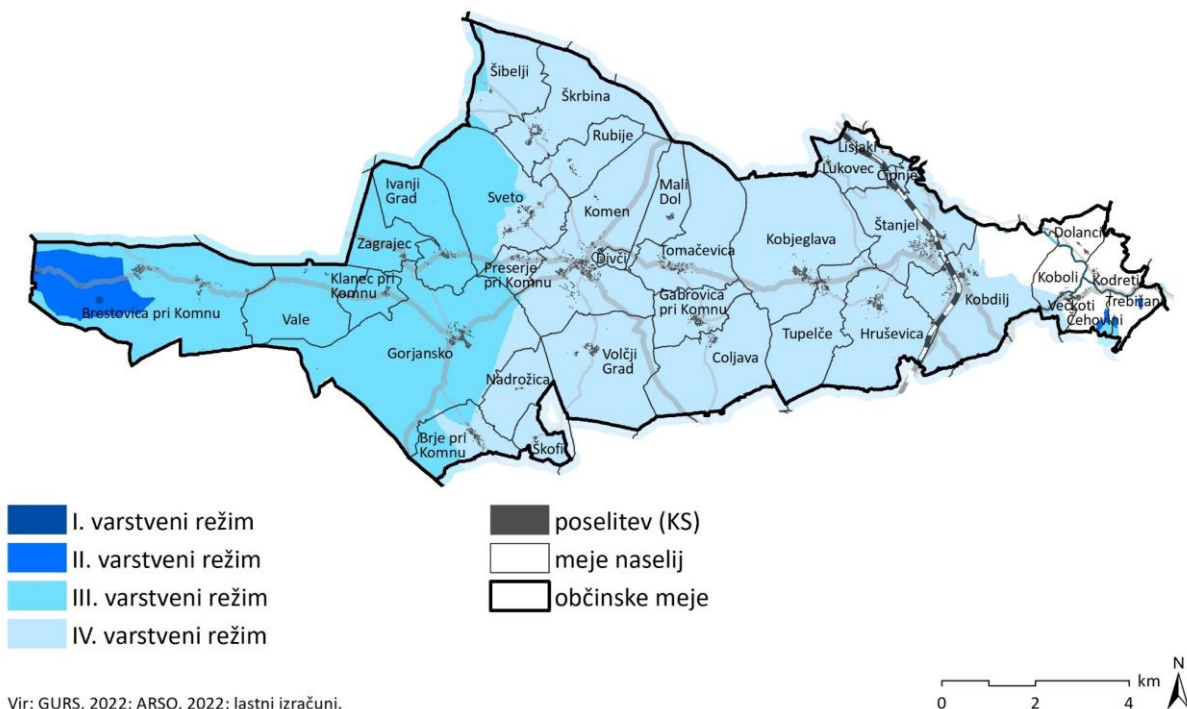 Šibelji
Škrbina
Rubije
Lisjaki
Lukovec
Čipnje
Ivanji
Grad
Sveto
Komen
Mali
Dol
Štanjel
Dolanci
Zagrajec
Divči
Tomačevica
Kobjeglava
Koboli
Kodreti
Klanec pri
Komnu
Preserje
pri Komnu
Gabrovica
pri Komnu
Kobdilj
Večkoti
Čehovini
Trebižan
Brestovica pri Komnu
Vale
Gorjansko
Volčji
Grad
Coljava
Tupelče
Hruševica
Nadrožica
Brje pri
Komnu
Škofi
I. varstveni režim
II. varstveni režim
III. varstveni režim
IV. varstveni režim
poselitev (KS)
meje naselij
občinske meje
N
km
0 2 4
Vir: GURS, 2022; ARSO, 2022; lastni izračuni.